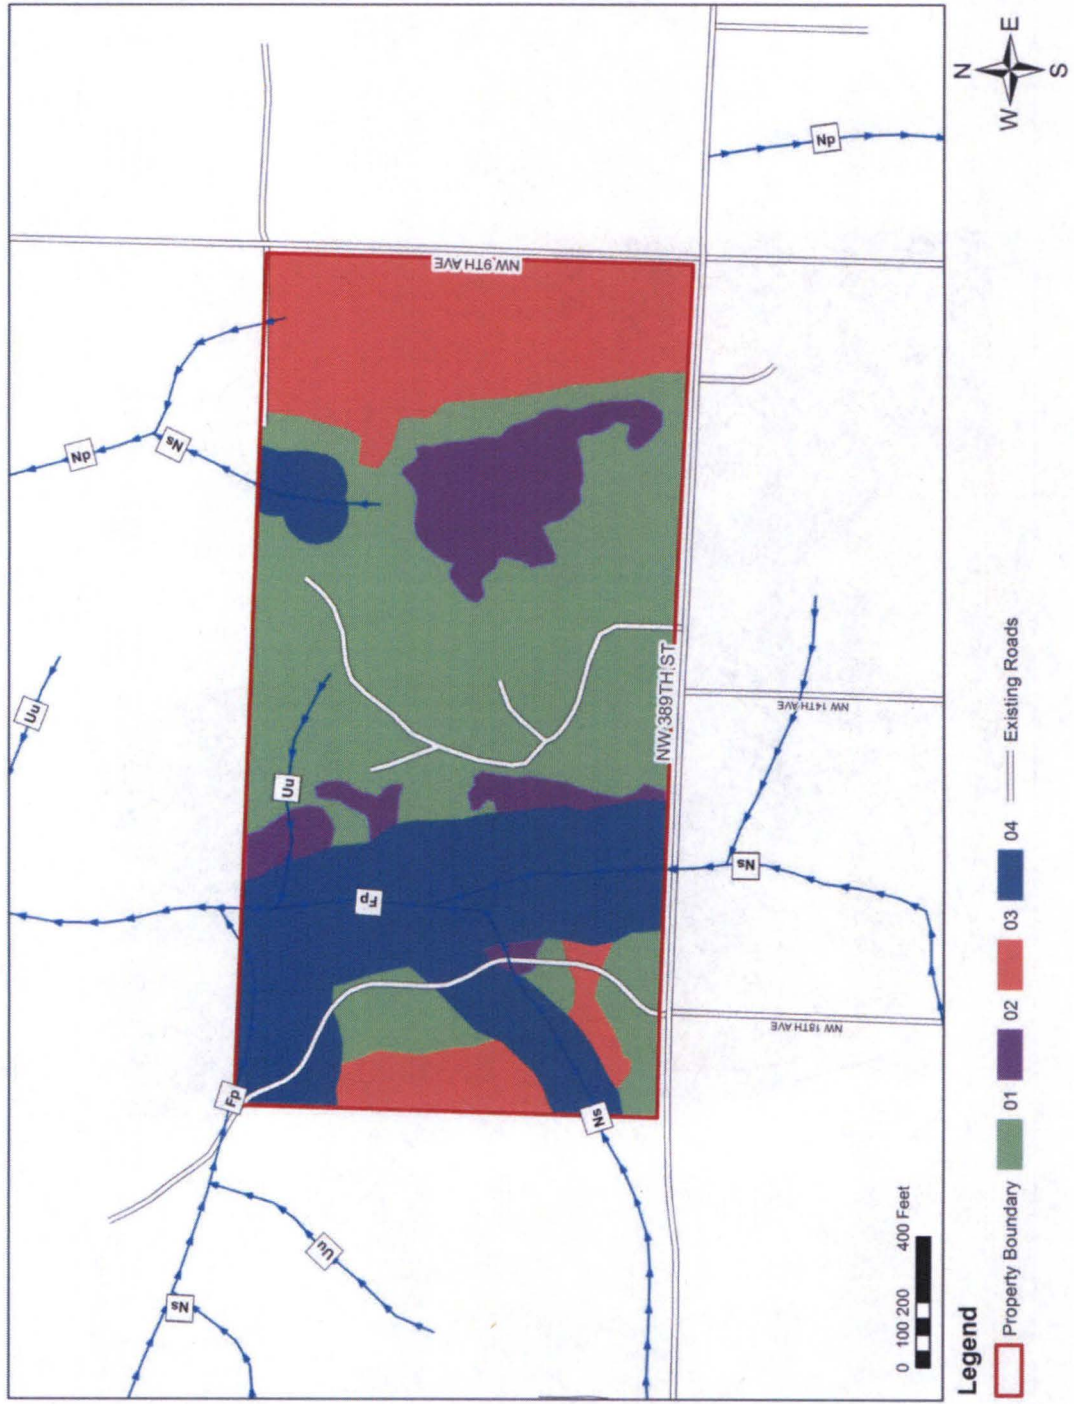 Uu
Np
Ns
Ns
Fp
Uu
Uu
Fp
NW 9TH AVE
Ns
NW 389TH ST
Ns
NW 18TH AVE
NW 14TH AVE
Np
0 100 200 400 Feet
N
W E
S
Legend
Property Boundary 01 02 03 04 Existing Roads